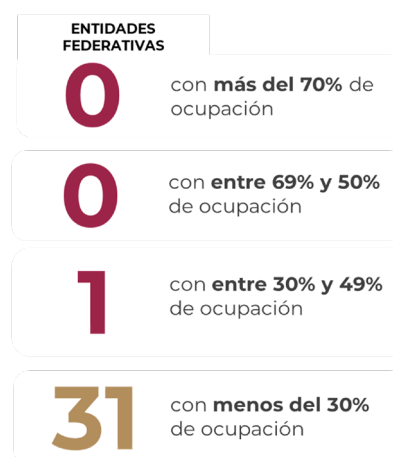 ENTIDADES
FEDERATIVAS
0
con más del 70% de
ocupación
0
con entre 69% y 50%
de ocupación
1
con entre 30% y 49%
de ocupación
31
con menos del 30%
de ocupación